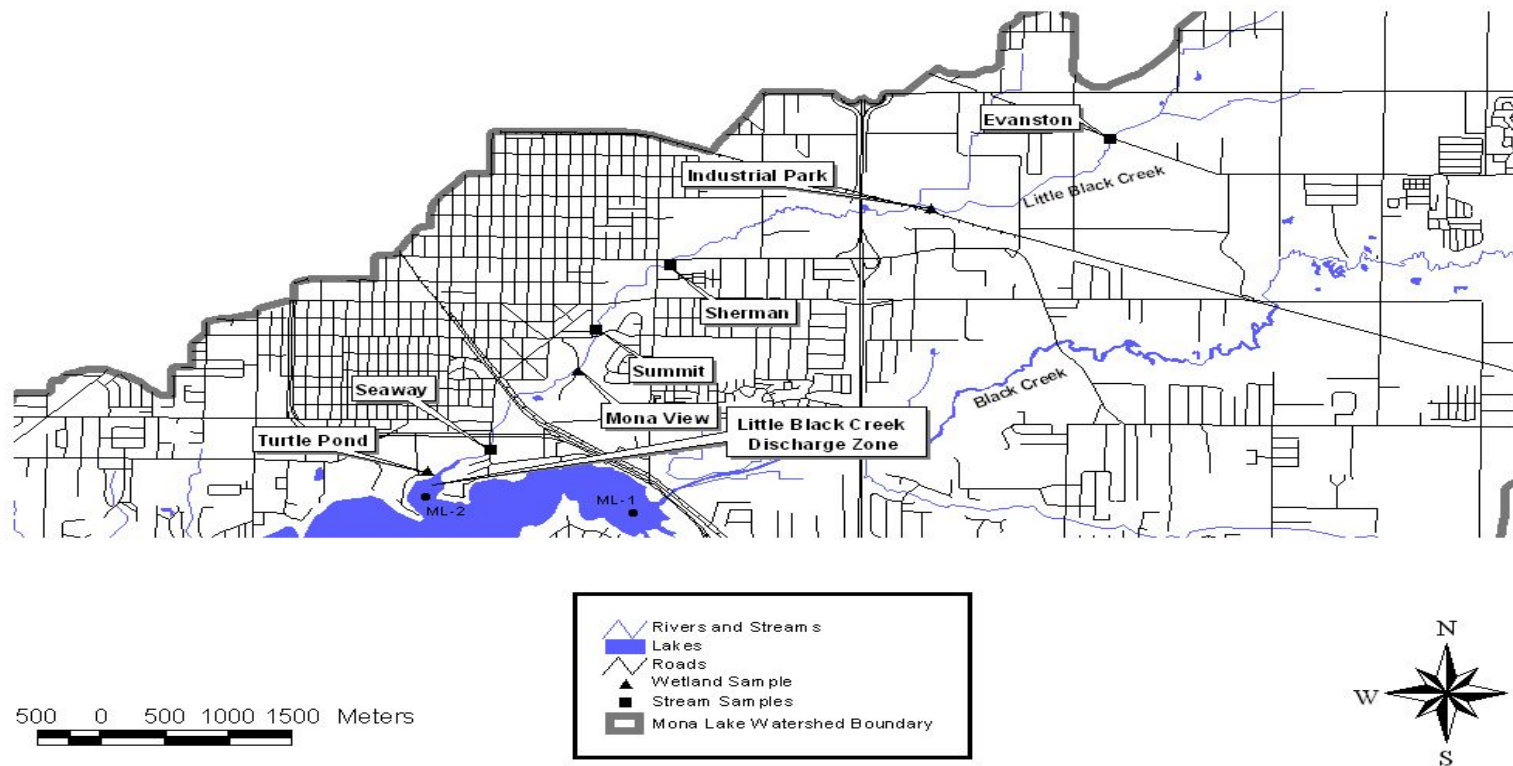 Evanston
Industrial Park
Little Black Creek
Sherman
Summit
Seaway
Black Creek
Mona View
Little Black Creek
Discharge Zone
Turtle Pond
ML-1
ML-2
Rivers and Streams
Lakes
Roads
Wetland Sample
Stream Samples
Mona Lake Watershed Boundary
500 0 500 1000 1500 Meters
N
W E
S